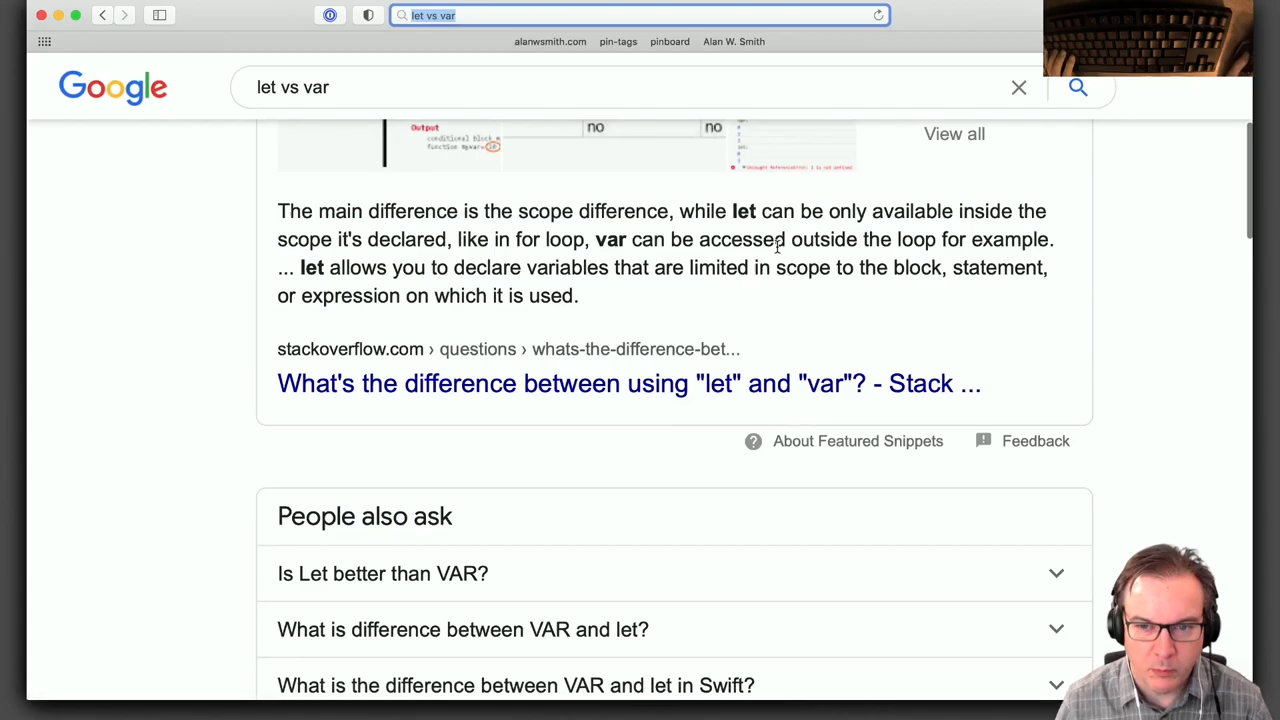 let vs var
alanwsmith.com pin-tags pinboard Alan W. Smith
Google let vs var
Output
no no
View all
conditional block
function
The main difference is the scope difference, while let can be only available inside the
scope it's declared, like in for loop, var can be accessed outside the loop for example.
... let allows you to declare variables that are limited in scope to the block, statement,
or expression on which it is used.
stackoverflow.com › questions › whats-the-difference-bet...
What's the difference between using "let" and "var"? - Stack ...
About Featured Snippets Feedback
People also ask
Is Let better than VAR?
What is difference between VAR and let?
What is the difference between VAR and let in Swift?